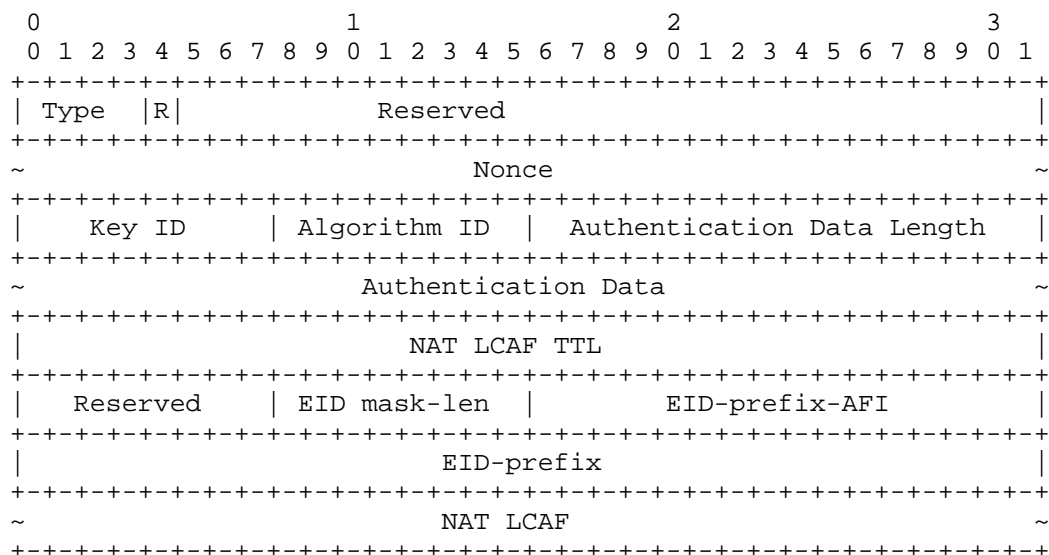 0                   1                   2                   3
0 1 2 3 4 5 6 7 8 9 0 1 2 3 4 5 6 7 8 9 0 1 2 3 4 5 6 7 8 9 0 1
+-+-+-+-+-+-+-+-+-+-+-+-+-+-+-+-+-+-+-+-+-+-+-+-+-+-+-+-+-+-+-+-+
| Type  |R|            Reserved                                 |
+-+-+-+-+-+-+-+-+-+-+-+-+-+-+-+-+-+-+-+-+-+-+-+-+-+-+-+-+-+-+-+-+
~                            Nonce                              ~
+-+-+-+-+-+-+-+-+-+-+-+-+-+-+-+-+-+-+-+-+-+-+-+-+-+-+-+-+-+-+-+-+
|    Key ID     | Algorithm ID  |  Authentication Data Length   |
+-+-+-+-+-+-+-+-+-+-+-+-+-+-+-+-+-+-+-+-+-+-+-+-+-+-+-+-+-+-+-+-+
~                     Authentication Data                       ~
+-+-+-+-+-+-+-+-+-+-+-+-+-+-+-+-+-+-+-+-+-+-+-+-+-+-+-+-+-+-+-+-+
|                        NAT LCAF TTL                           |
+-+-+-+-+-+-+-+-+-+-+-+-+-+-+-+-+-+-+-+-+-+-+-+-+-+-+-+-+-+-+-+-+
|   Reserved    | EID mask-len  |        EID-prefix-AFI         |
+-+-+-+-+-+-+-+-+-+-+-+-+-+-+-+-+-+-+-+-+-+-+-+-+-+-+-+-+-+-+-+-+
|                          EID-prefix                           |
+-+-+-+-+-+-+-+-+-+-+-+-+-+-+-+-+-+-+-+-+-+-+-+-+-+-+-+-+-+-+-+-+
~                          NAT LCAF                             ~
+-+-+-+-+-+-+-+-+-+-+-+-+-+-+-+-+-+-+-+-+-+-+-+-+-+-+-+-+-+-+-+-+